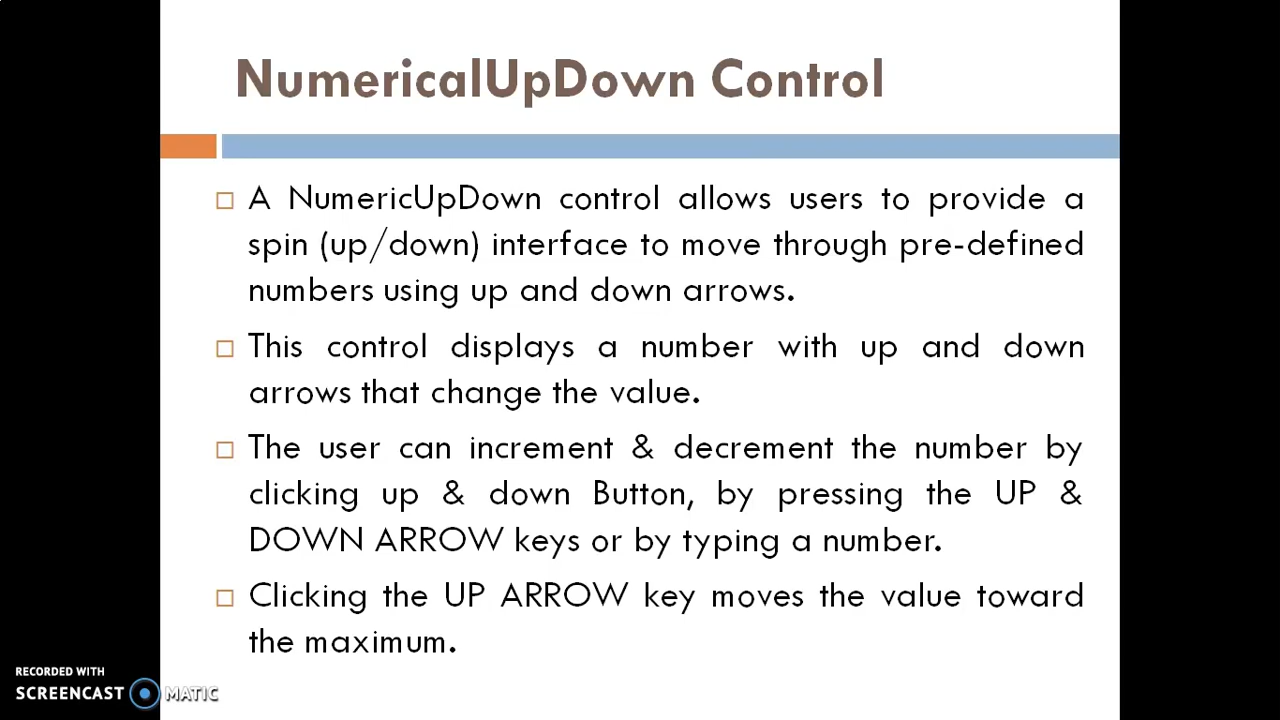 NumericalUpDown Control
A NumericUpDown control allows users to provide a
spin (up/down) interface to move through pre-defined
numbers using up and down arrows.
This control displays a number with up and down
arrows that change the value.
The user can increment & decrement the number by
clicking up & down Button, by pressing the UP &
DOWN ARROW keys or by typing a number.
Clicking the UP ARROW key moves the value toward
the maximum.
RECORDED WITH
SCREENCAST MATIC